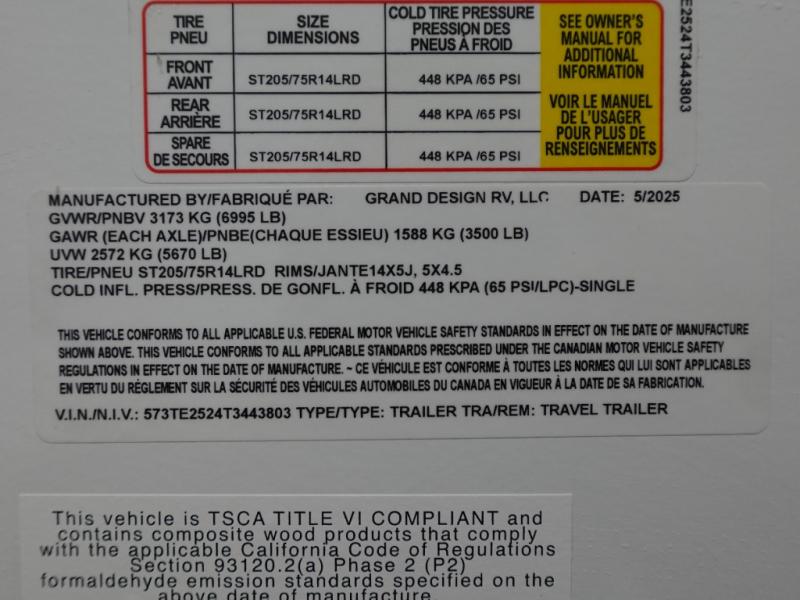 TIRE PNEU SIZE DIMENSIONS COLD TIRE PRESSURE PRESSION DES PNEUS À FROID
FRONT AVANT ST205/75R14LRD 448 KPA /65 PSI
REAR ARRIÈRE ST205/75R14LRD 448 KPA /65 PSI
SPARE DE SECOURS ST205/75R14LRD 448 KPA /65 PSI
SEE OWNER'S
MANUAL FOR
ADDITIONAL
INFORMATION
VOIR LE MANUEL
DE L'USAGER
POUR PLUS DE
RENSEIGNEMENTS
E2524T3443803
MANUFACTURED BY/FABRIQUÉ PAR: GRAND DESIGN RV, LLC DATE: 5/2025
GVWR/PNBV 3173 KG (6995 LB)
GAWR (EACH AXLE)/PNBE(CHAQUE ESSIEU) 1588 KG (3500 LB)
UVW 2572 KG (5670 LB)
TIRE/PNEU ST205/75R14LRD RIMS/JANTE14X5J, 5X4.5
COLD INFL. PRESS/PRESS. DE GONFL. À FROID 448 KPA (65 PSI/LPC)-SINGLE
THIS VEHICLE CONFORMS TO ALL APPLICABLE U.S. FEDERAL MOTOR VEHICLE SAFETY STANDARDS IN EFFECT ON THE DATE OF MANUFACTURE
SHOWN ABOVE. THIS VEHICLE CONFORMS TO ALL APPLICABLE STANDARDS PRESCRIBED UNDER THE CANADIAN MOTOR VEHICLE SAFETY
REGULATIONS IN EFFECT ON THE DATE OF MANUFACTURE. ~ CE VÉHICULE EST CONFORME À TOUTES LES NORMES QUI LUI SONT APPLICABLES
EN VERTU DU RÉGLEMENT SUR LA SÉCURITÉ DES VÉHICULES AUTOMOBILES DU CANADA EN VIGUEUR À LA DATE DE SA FABRICATION.
V.I.N./N.I.V.: 573TE2524T3443803 TYPE/TYPE: TRAILER TRA/REM: TRAVEL TRAILER
This vehicle is TSCA TITLE VI COMPLIANT and
contains composite wood products that comply
with the applicable California Code of Regulations
Section 93120.2(a) Phase 2 (P2)
formaldehyde emission standards specified on the
above date of manufacture.